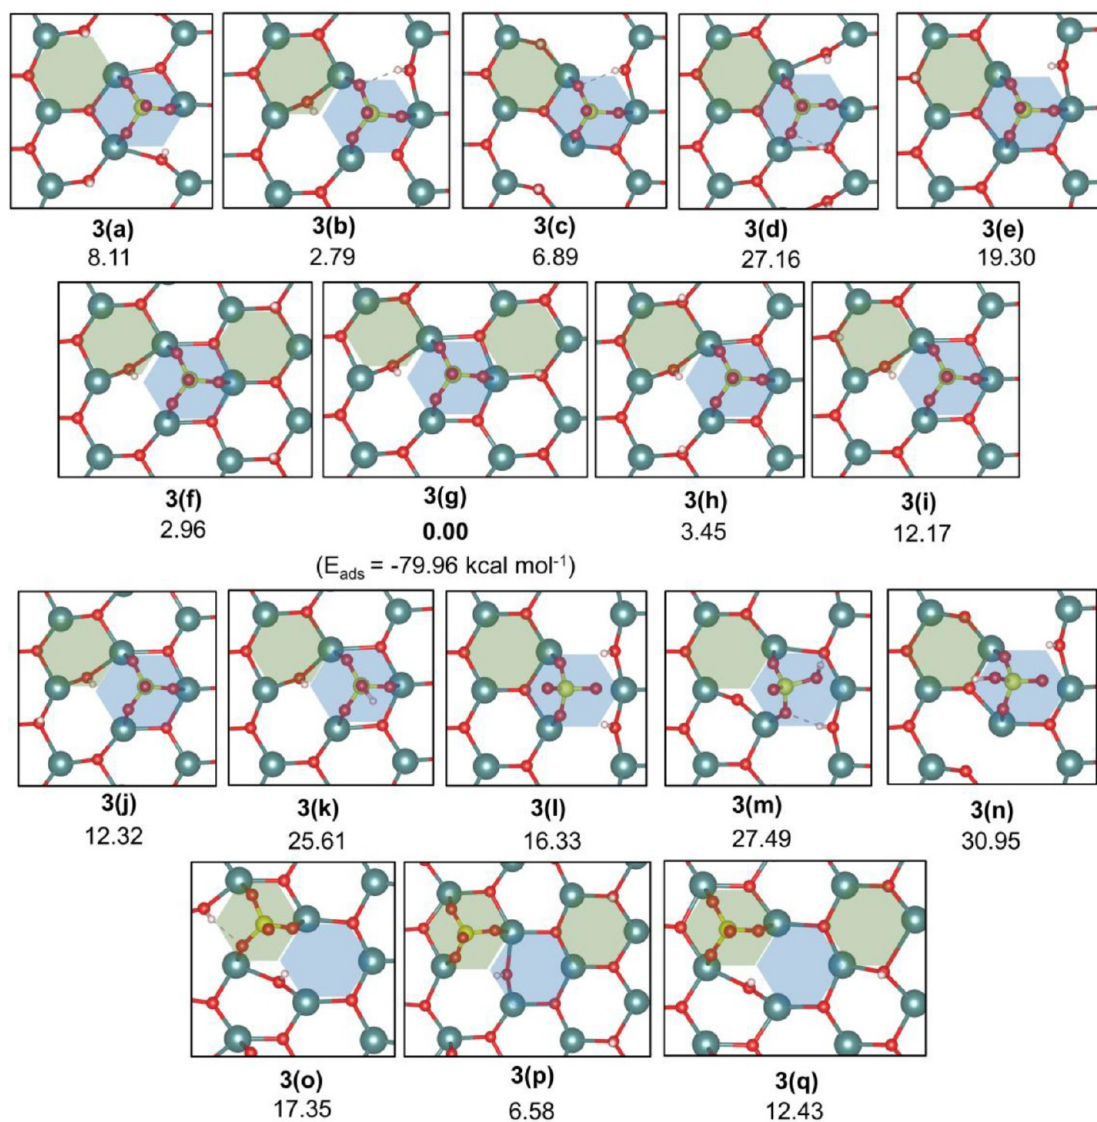 3(a) 3(b) 3(c) 3(d) 3(e)
8.11 2.79 6.89 27.16 19.30
3(f) 3(g) 3(h) 3(i)
2.96 0.00 3.45 12.17
(Eads = -79.96 kcal mol-1)
3(j) 3(k) 3(l) 3(m) 3(n)
12.32 25.61 16.33 27.49 30.95
3(o) 3(p) 3(q)
17.35 6.58 12.43